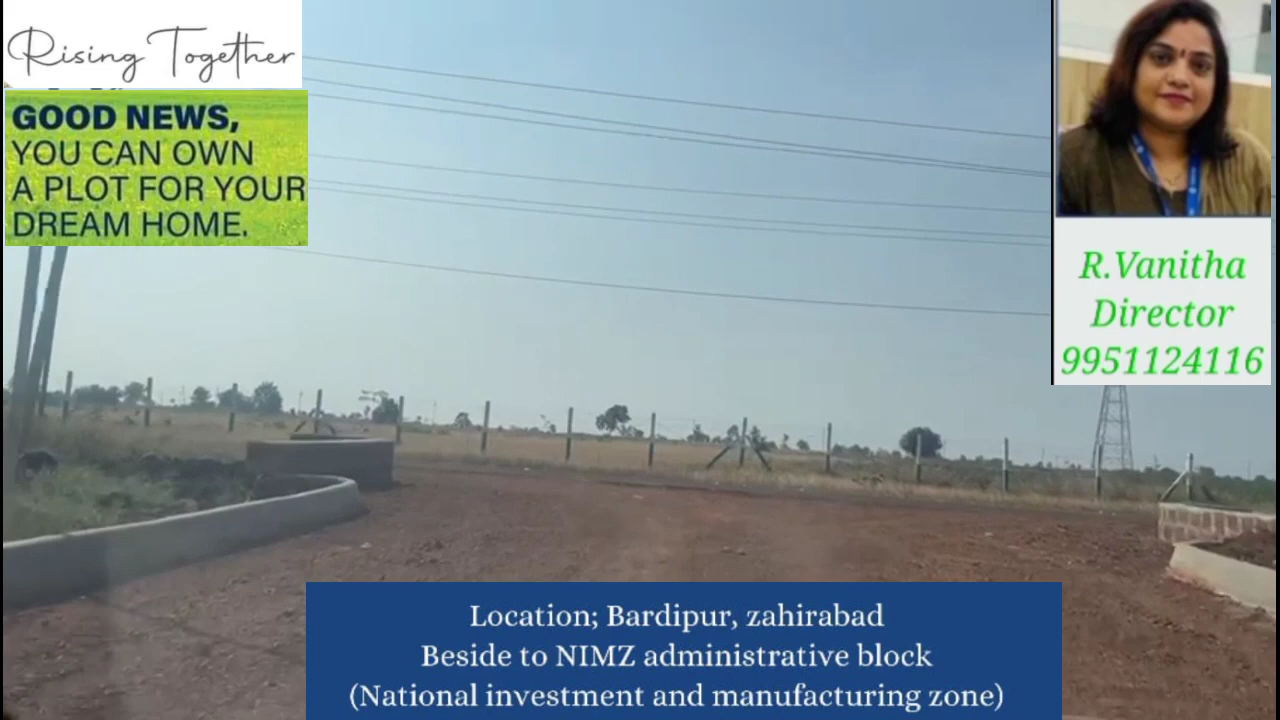 Rising Together
GOOD NEWS,
YOU CAN OWN
A PLOT FOR YOUR
DREAM HOME.
R.Vanitha
Director
9951124116
Location; Bardipur, zahirabad
Beside to NIMZ administrative block
(National investment and manufacturing zone)